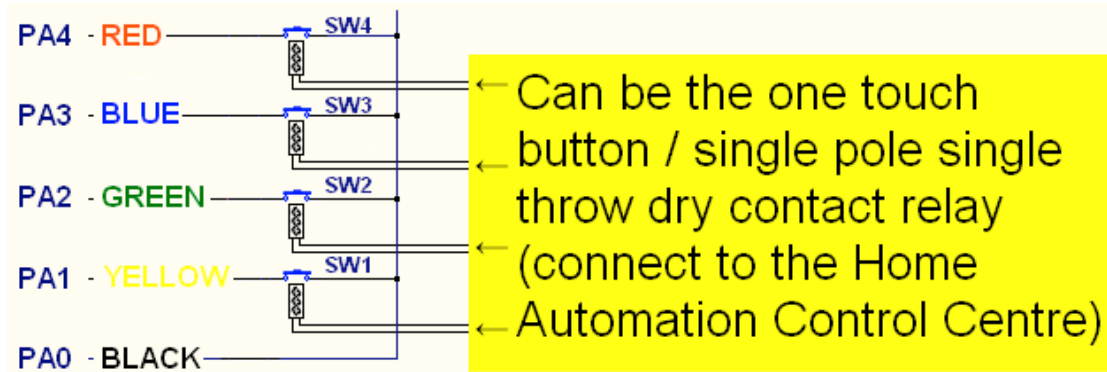 PA4 - RED SW4
PA3 - BLUE SW3
PA2 - GREEN SW2
PA1 - YELLOW SW1
PA0 - BLACK
← Can be the one touch
← button / single pole single
throw dry contact relay
← (connect to the Home
← Automation Control Centre)